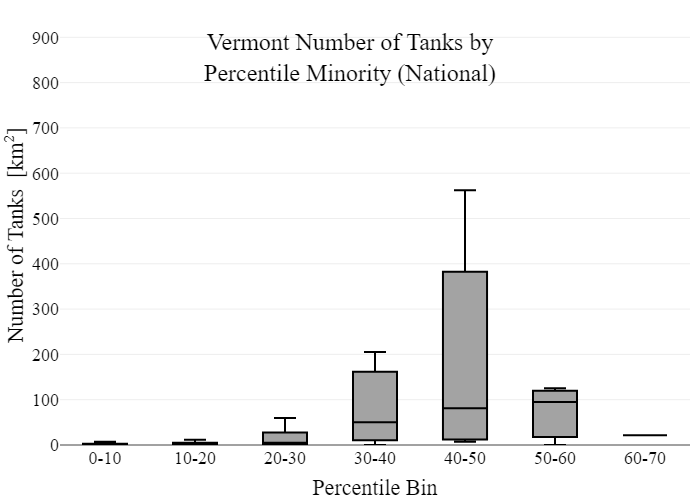 Vermont Number of Tanks by
Percentile Minority (National)
Number of Tanks [km²]
900
800
700
600
500
400
300
200
100
0
0-10 10-20 20-30 30-40 40-50 50-60 60-70
Percentile Bin